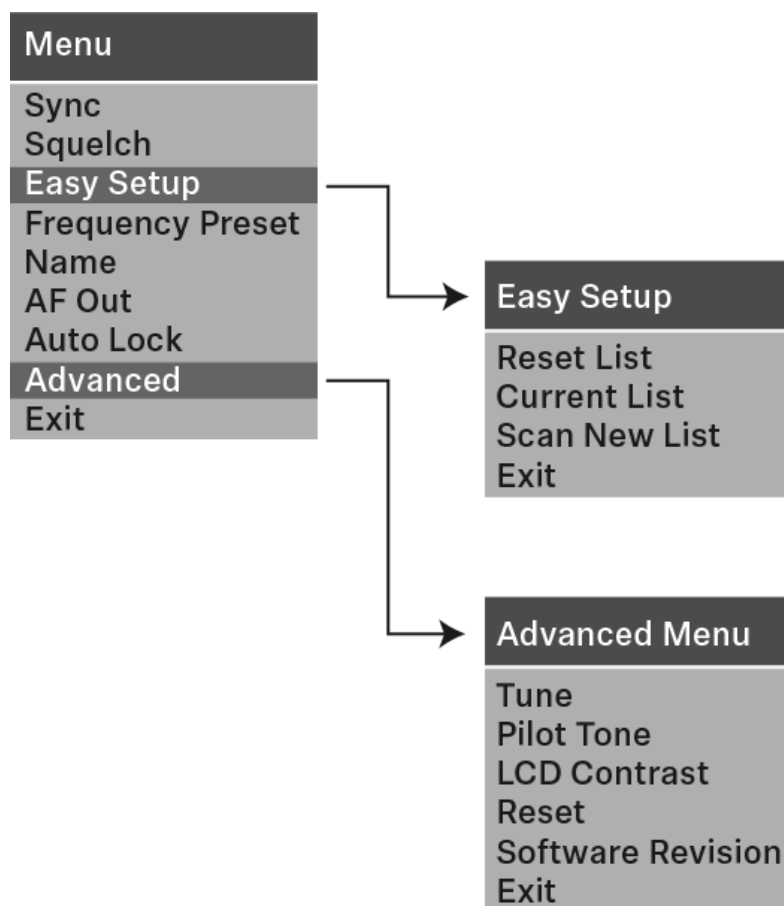 Menu
Sync
Squelch
Easy Setup
Frequency Preset
Name
AF Out
Auto Lock
Advanced
Exit
Easy Setup
Reset List
Current List
Scan New List
Exit
Advanced Menu
Tune
Pilot Tone
LCD Contrast
Reset
Software Revision
Exit